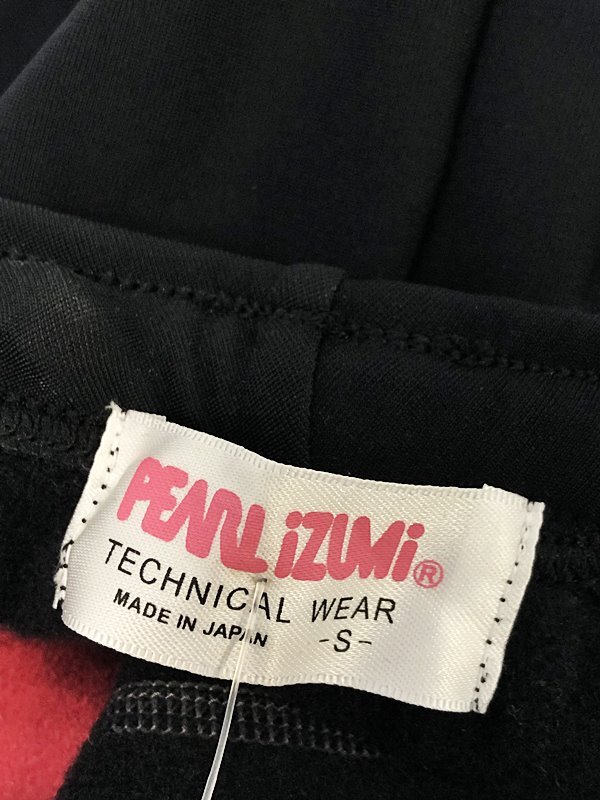 PEARL iZUMi®
TECHNICAL WEAR
MADE IN JAPAN -S-